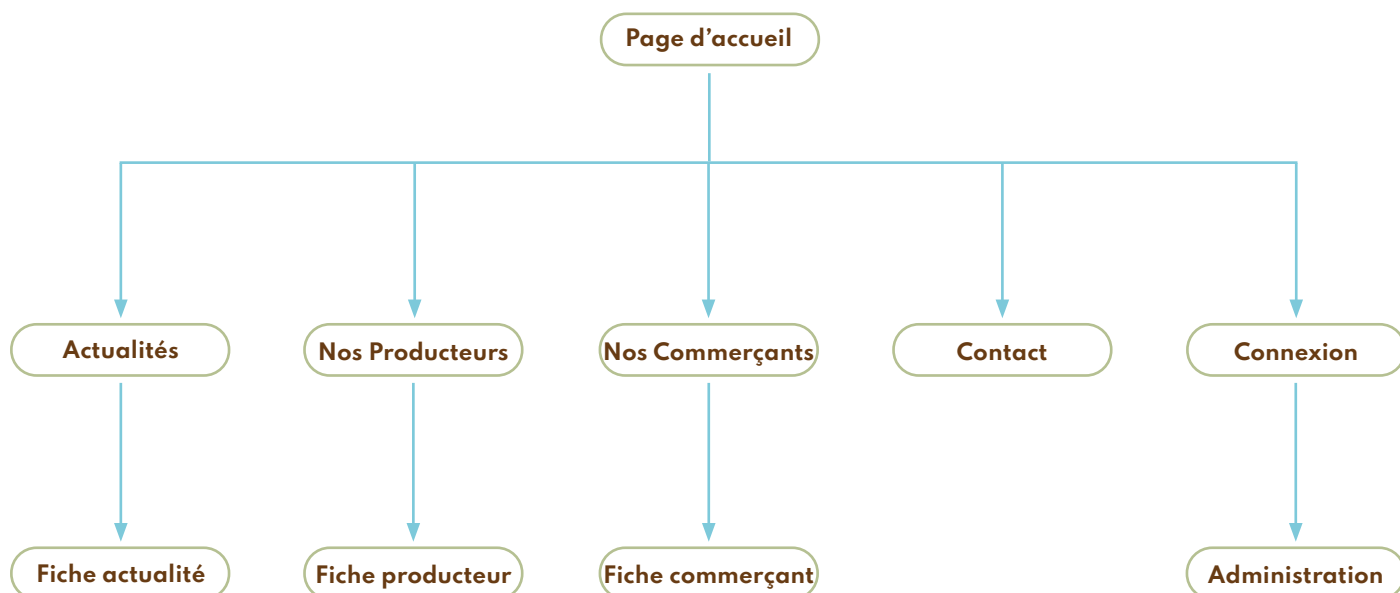 Page d’accueil
Actualités
Nos Producteurs
Nos Commerçants
Contact
Connexion
Fiche actualité
Fiche producteur
Fiche commerçant
Administration